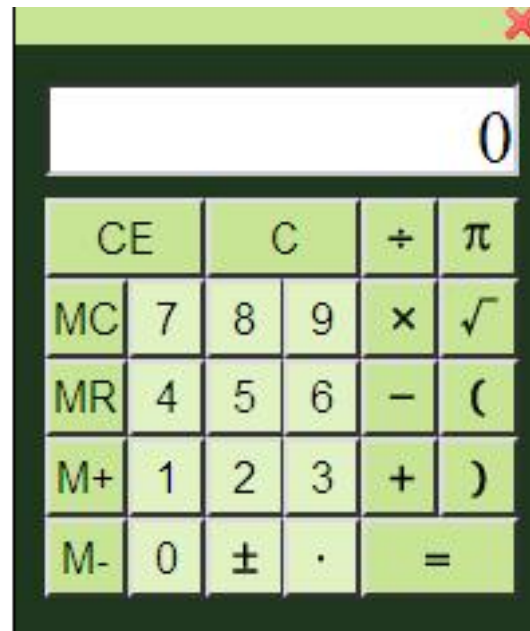 0
CE C ÷ π
MC 7 8 9 × √
MR 4 5 6 − (
M+ 1 2 3 + )
M- 0 ± · =